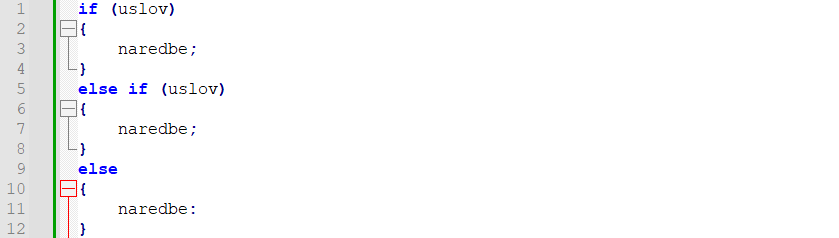 1 if (uslov)
2 {
3 naredbe;
4 }
5 else if (uslov)
6 {
7 naredbe;
8 }
9 else
10 {
11 naredbe:
12 }